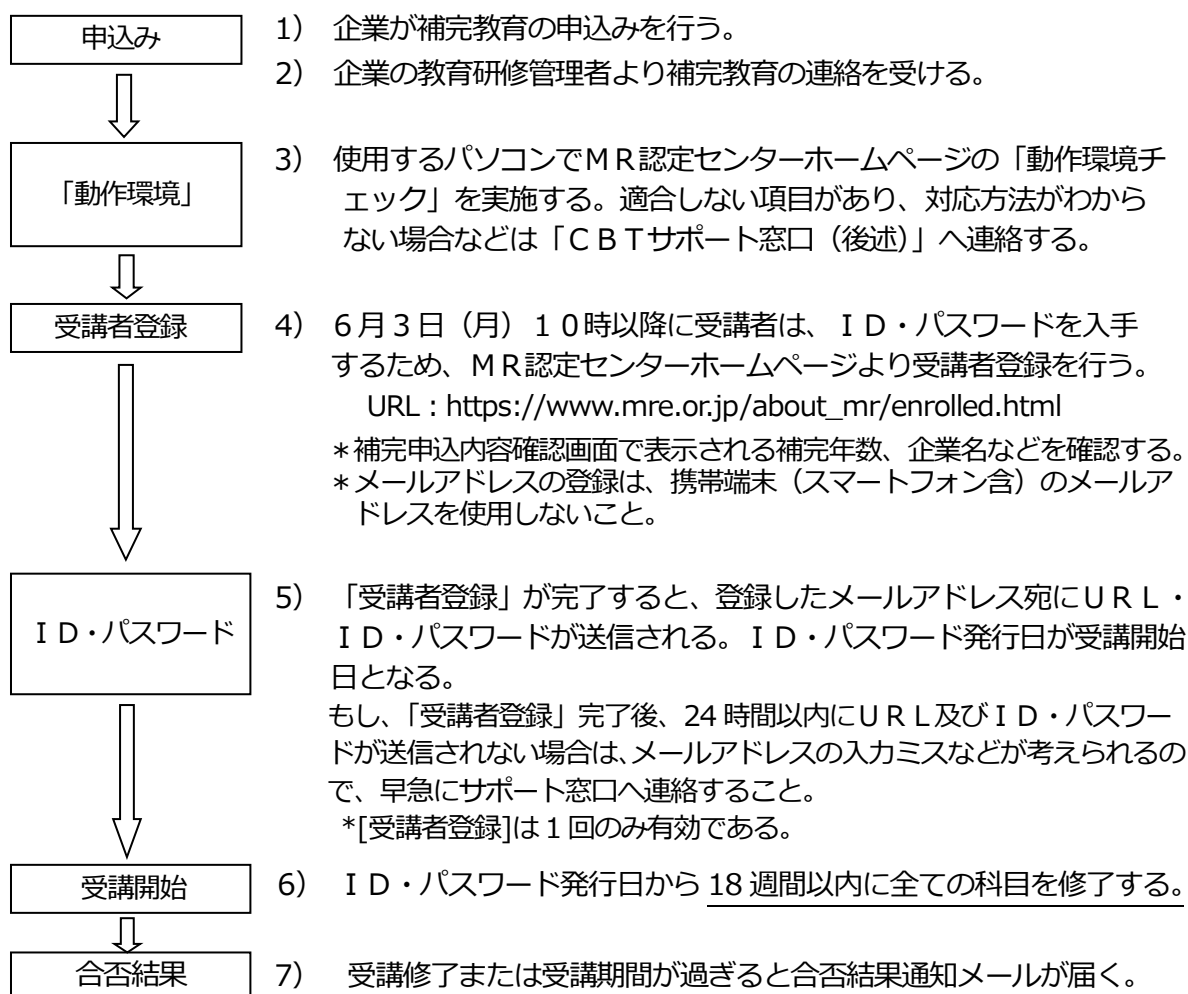 申込み
1） 企業が補完教育の申込みを行う。
2） 企業の教育研修管理者より補完教育の連絡を受ける。
「動作環境」
3） 使用するパソコンでＭＲ認定センターホームページの「動作環境チ
ェック」を実施する。適合しない項目があり、対応方法がわから
ない場合などは「ＣＢＴサポート窓口（後述）」へ連絡する。
受講者登録
4） ６月３日（月）１０時以降に受講者は、ＩＤ・パスワードを入手
するため、ＭＲ認定センターホームページより受講者登録を行う。
URL：https://www.mre.or.jp/about_mr/enrolled.html
＊補完申込内容確認画面で表示される補完年数、企業名などを確認する。
＊メールアドレスの登録は、携帯端末（スマートフォン含）のメールア
ドレスを使用しないこと。
ＩＤ・パスワード
5） 「受講者登録」が完了すると、登録したメールアドレス宛にＵＲＬ・
ＩＤ・パスワードが送信される。ＩＤ・パスワード発行日が受講開始
日となる。
もし、「受講者登録」完了後、24 時間以内にＵＲＬ及びＩＤ・パスワー
ドが送信されない場合は、メールアドレスの入力ミスなどが考えられるの
で、早急にサポート窓口へ連絡すること。
*[受講者登録]は１回のみ有効である。
受講開始
6） ＩＤ・パスワード発行日から 18 週間以内に全ての科目を修了する。
合否結果
7） 受講修了または受講期間が過ぎると合否結果通知メールが届く。